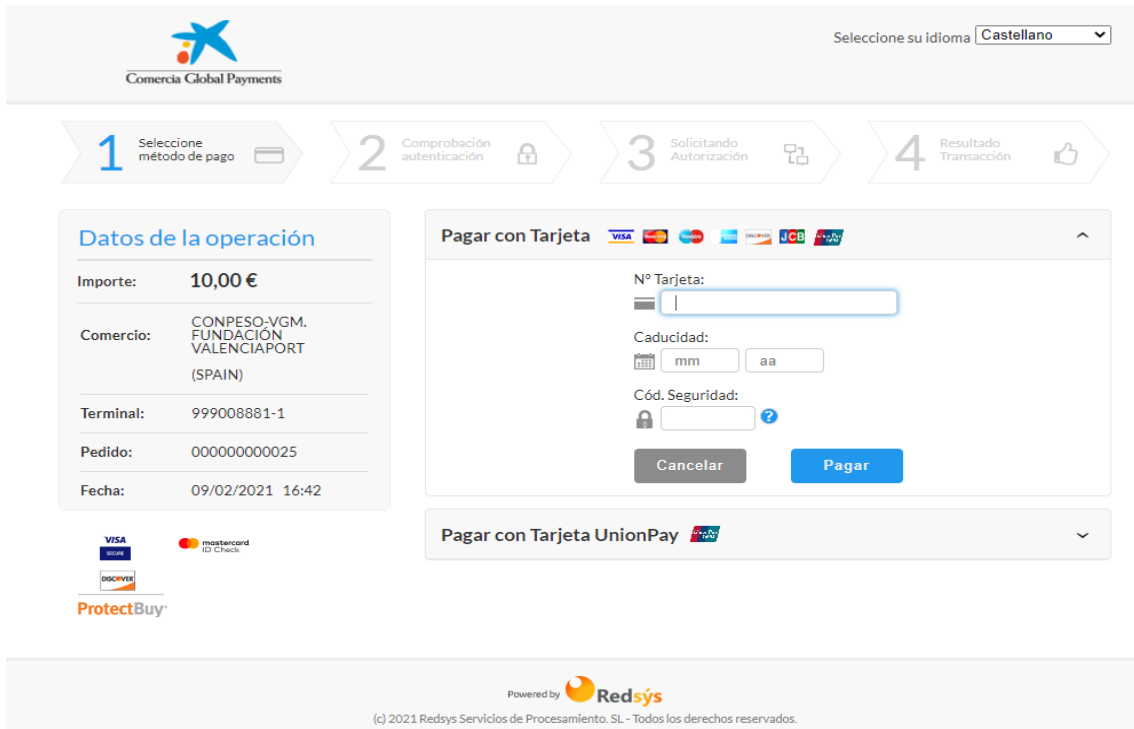 Comercia Global Payments
Seleccione su idioma Castellano
1 Seleccione
método de pago
2 Comprobación
autenticación
3 Solicitando
Autorización
4 Resultado
Transacción
Datos de la operación
Importe: 10,00 €
Comercio: CONPESO-VGM.
FUNDACIÓN
VALENCIAPORT
(SPAIN)
Terminal: 999008881-1
Pedido: 000000000025
Fecha: 09/02/2021 16:42
VISA
SECURE
mastercard
ID Check
DISCOVER
ProtectBuy
Pagar con Tarjeta VISA DISCOVER JCB
Nº Tarjeta:
Caducidad:
mm aa
Cód. Seguridad:
?
Cancelar Pagar
Pagar con Tarjeta UnionPay
Powered by Redsýs
(c) 2021 Redsys Servicios de Procesamiento. SL - Todos los derechos reservados.